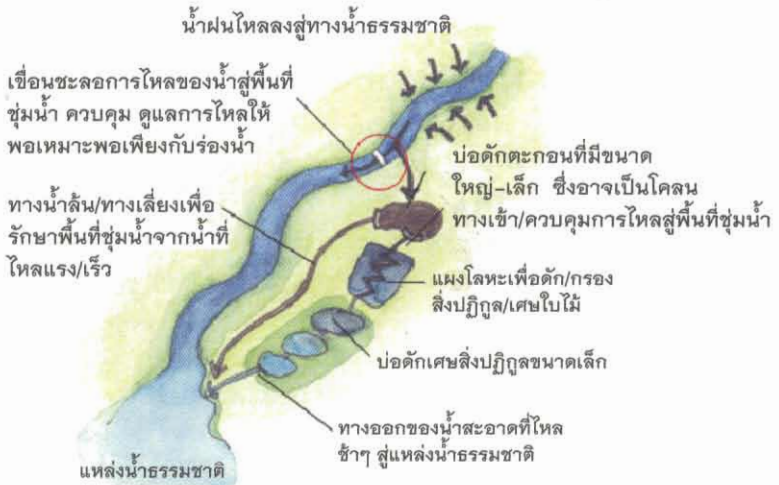 น้ำฝนไหลลงสู่ทางน้ำธรรมชาติ
เขื่อนชะลอการไหลของน้ำสู่พื้นที่
ชุ่มน้ำ ควบคุม ดูแลการไหลให้
พอเหมาะพอเพียงกับร่องน้ำ
บ่อดักตะกอนที่มีขนาด
ใหญ่-เล็ก ซึ่งอาจเป็นโคลน
ทางเข้า/ควบคุมการไหลสู่พื้นที่ชุ่มน้ำ
ทางน้ำล้น/ทางเลี่ยงเพื่อ
รักษาพื้นที่ชุ่มน้ำจากน้ำที่
ไหลแรง/เร็ว
แผงโลหะเพื่อดัก/กรอง
สิ่งปฏิกูล/เศษใบไม้
บ่อดักเศษสิ่งปฏิกูลขนาดเล็ก
ทางออกของน้ำสะอาดที่ไหล
ช้าๆ สู่แหล่งน้ำธรรมชาติ
แหล่งน้ำธรรมชาติ